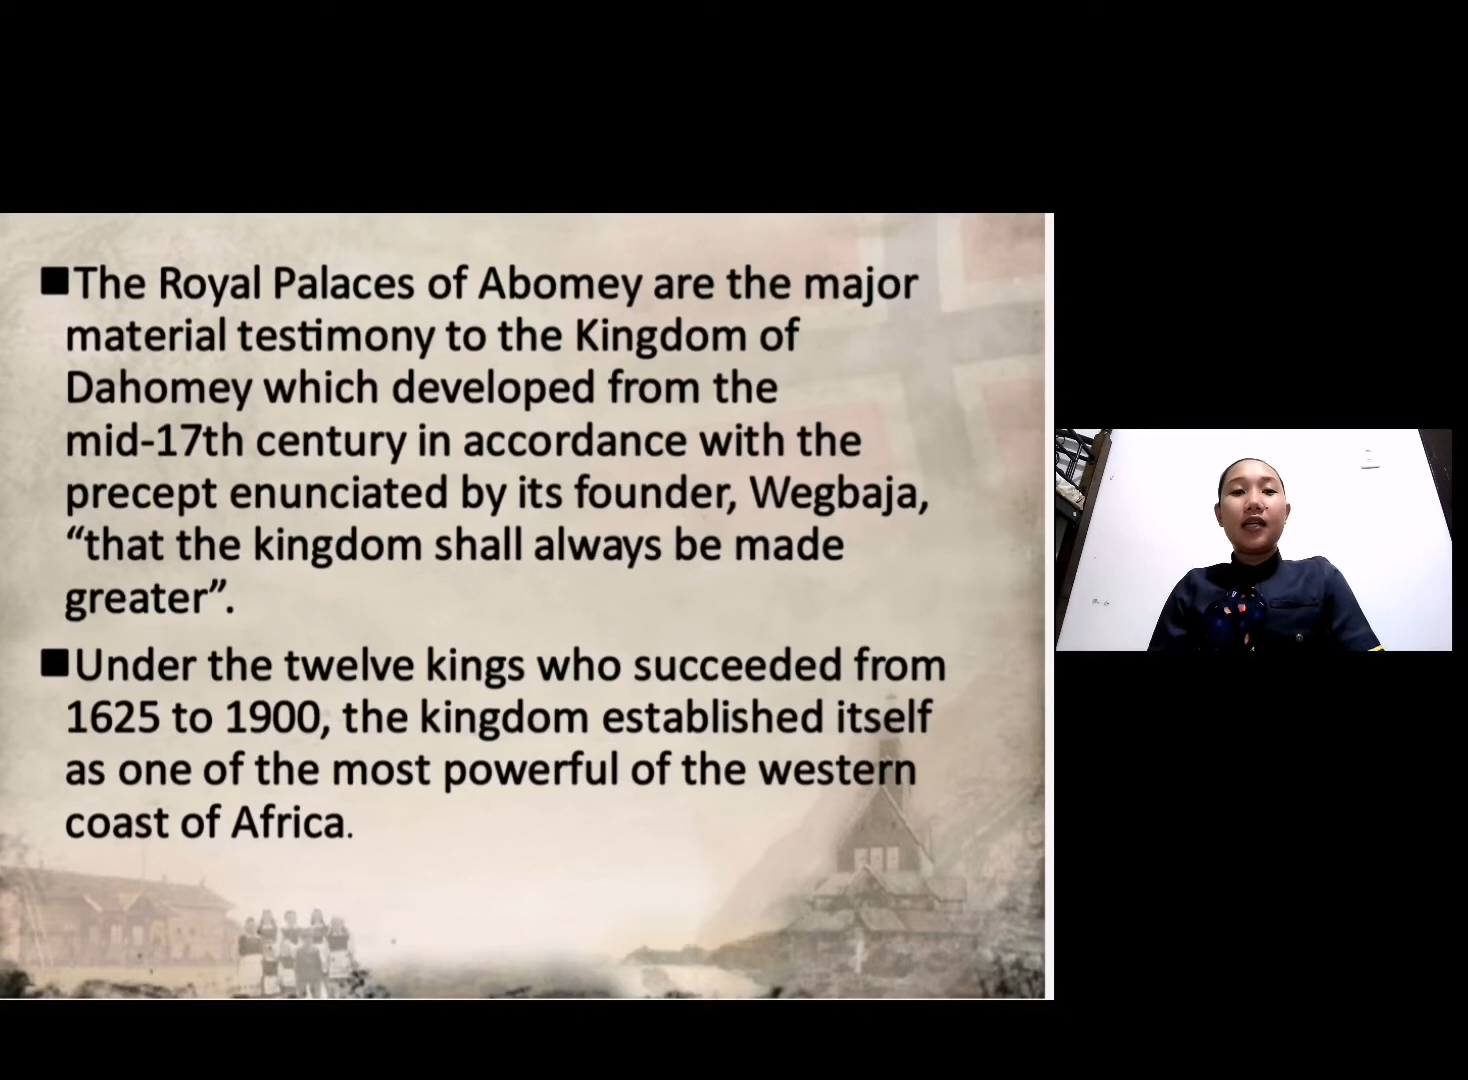 ■The Royal Palaces of Abomey are the major
material testimony to the Kingdom of
Dahomey which developed from the
mid-17th century in accordance with the
precept enunciated by its founder, Wegbaja,
“that the kingdom shall always be made
greater”.
■Under the twelve kings who succeeded from
1625 to 1900, the kingdom established itself
as one of the most powerful of the western
coast of Africa.